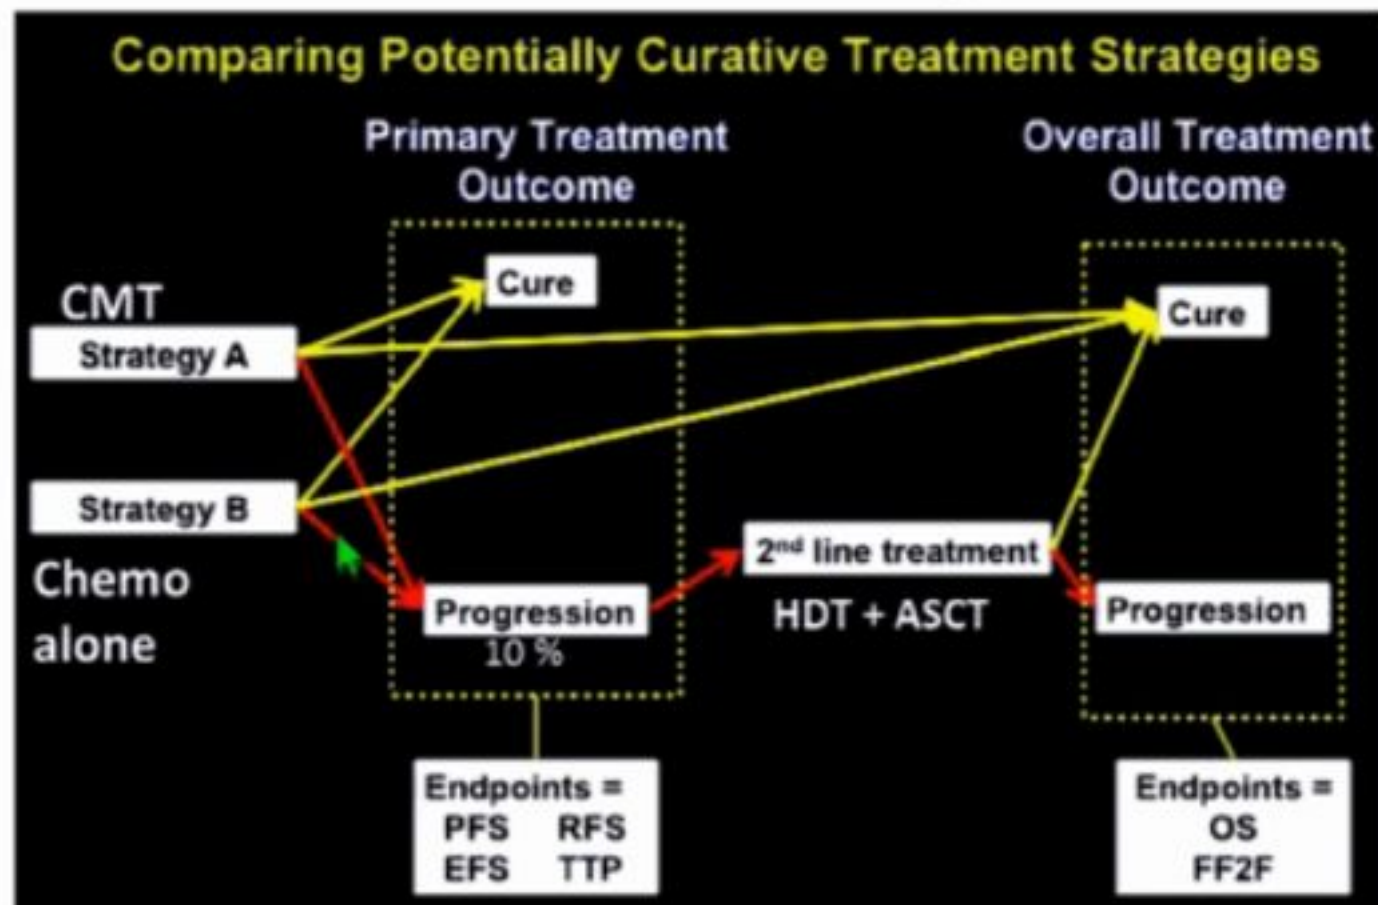 Comparing Potentially Curative Treatment Strategies
Primary Treatment
Outcome
Overall Treatment
Outcome
CMT
Strategy A
Cure
Cure
Strategy B
Chemo
alone
Progression
10 %
2nd line treatment
HDT + ASCT
Progression
Endpoints =
PFS RFS
EFS TTP
Endpoints =
OS
FF2F